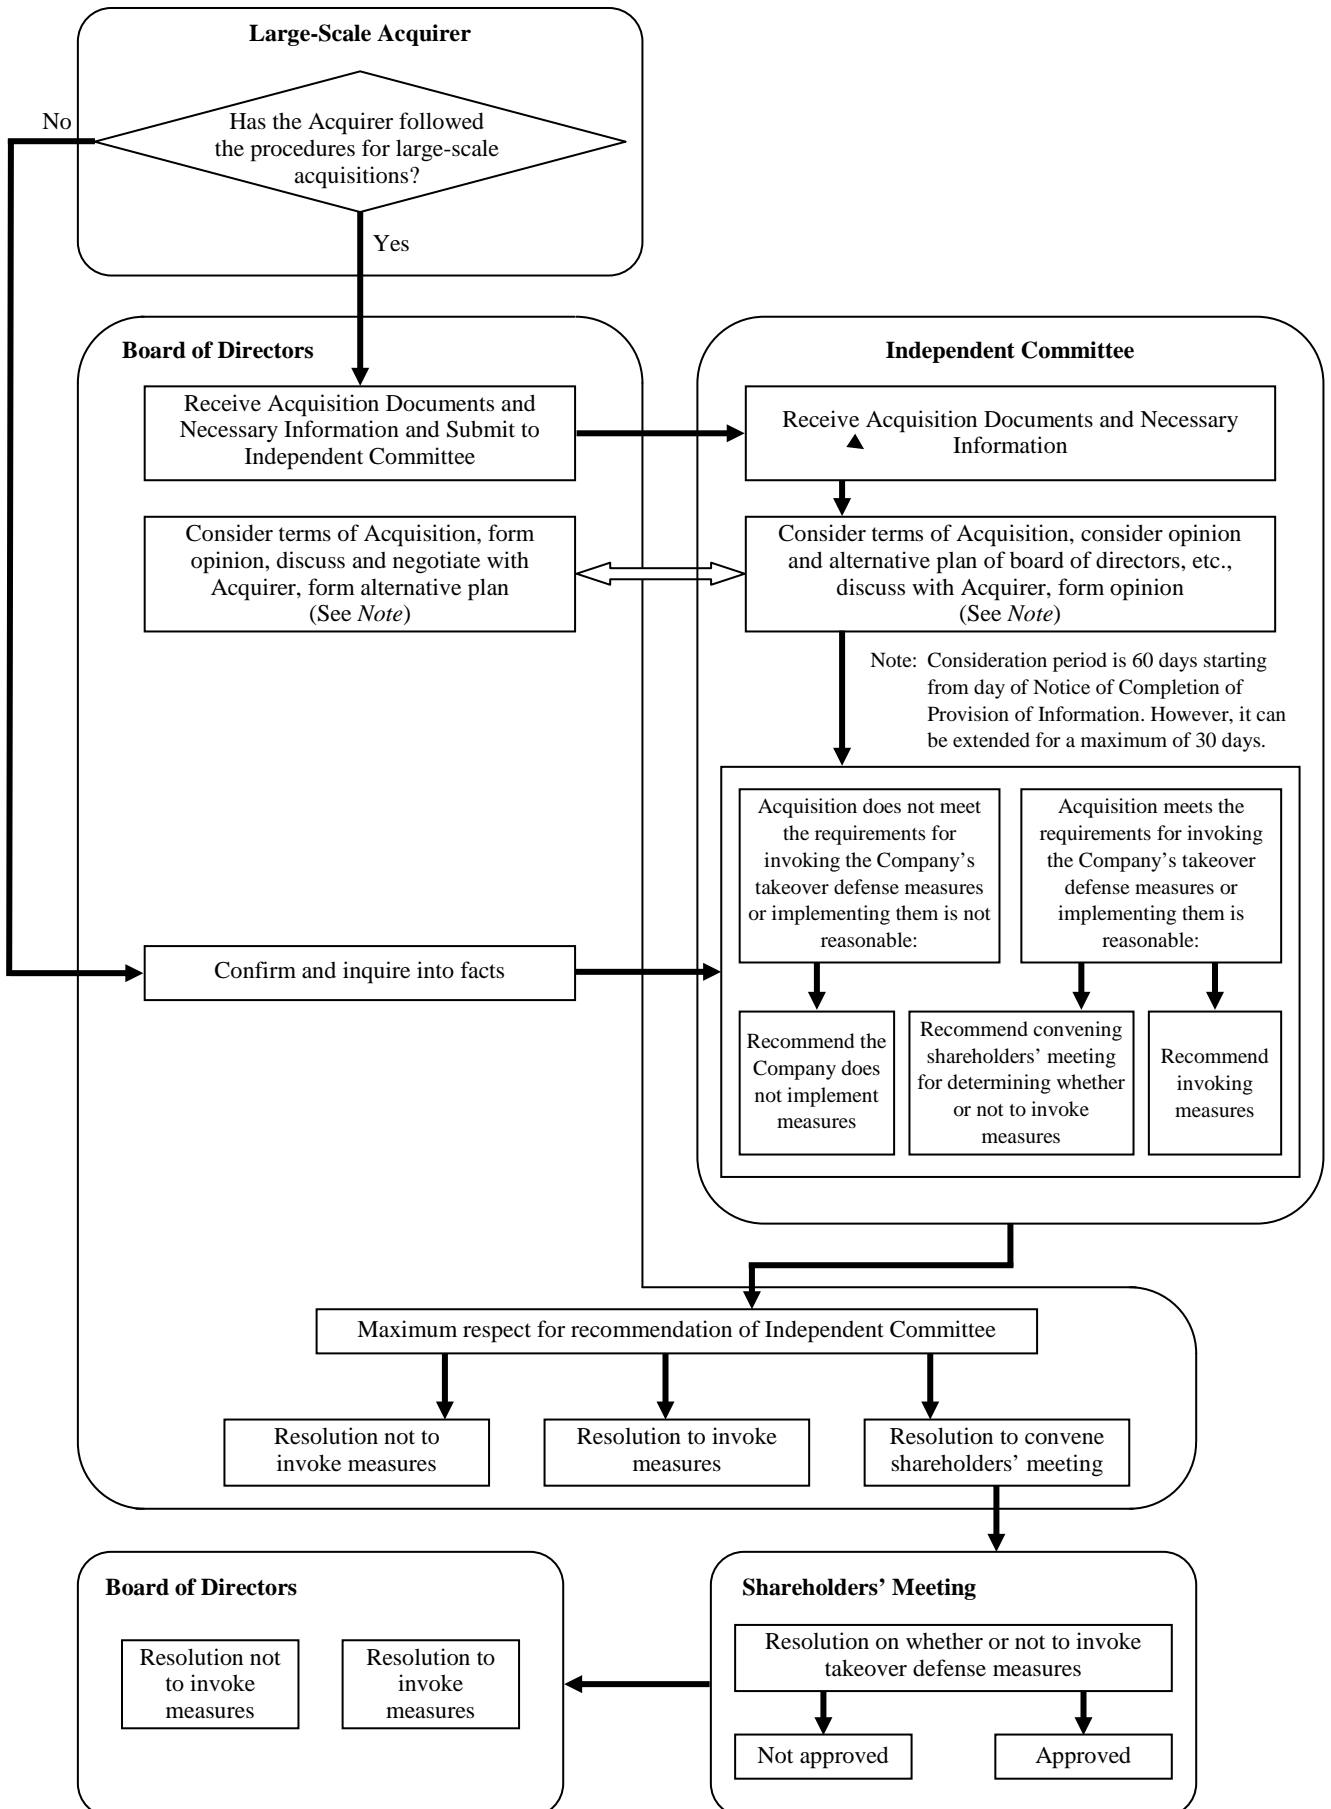 Large-Scale Acquirer
No
Has the Acquirer followed
the procedures for large-scale
acquisitions?
Yes
Board of Directors
Receive Acquisition Documents and
Necessary Information and Submit to
Independent Committee
Consider terms of Acquisition, form
opinion, discuss and negotiate with
Acquirer, form alternative plan
(See Note)
Independent Committee
Receive Acquisition Documents and Necessary
Information
Consider terms of Acquisition, consider opinion
and alternative plan of board of directors, etc.,
discuss with Acquirer, form opinion
(See Note)
Note: Consideration period is 60 days starting
from day of Notice of Completion of
Provision of Information. However, it can
be extended for a maximum of 30 days.
Acquisition does not meet
the requirements for
invoking the Company’s
takeover defense measures
or implementing them is not
reasonable:
Acquisition meets the
requirements for invoking
the Company’s takeover
defense measures or
implementing them is
reasonable:
Confirm and inquire into facts
Recommend the
Company does
not implement
measures
Recommend convening
shareholders’ meeting
for determining whether
or not to invoke
measures
Recommend
invoking
measures
Maximum respect for recommendation of Independent Committee
Resolution not to
invoke measures
Resolution to invoke
measures
Resolution to convene
shareholders’ meeting
Board of Directors
Resolution not
to invoke
measures
Resolution to
invoke
measures
Shareholders’ Meeting
Resolution on whether or not to invoke
takeover defense measures
Not approved
Approved